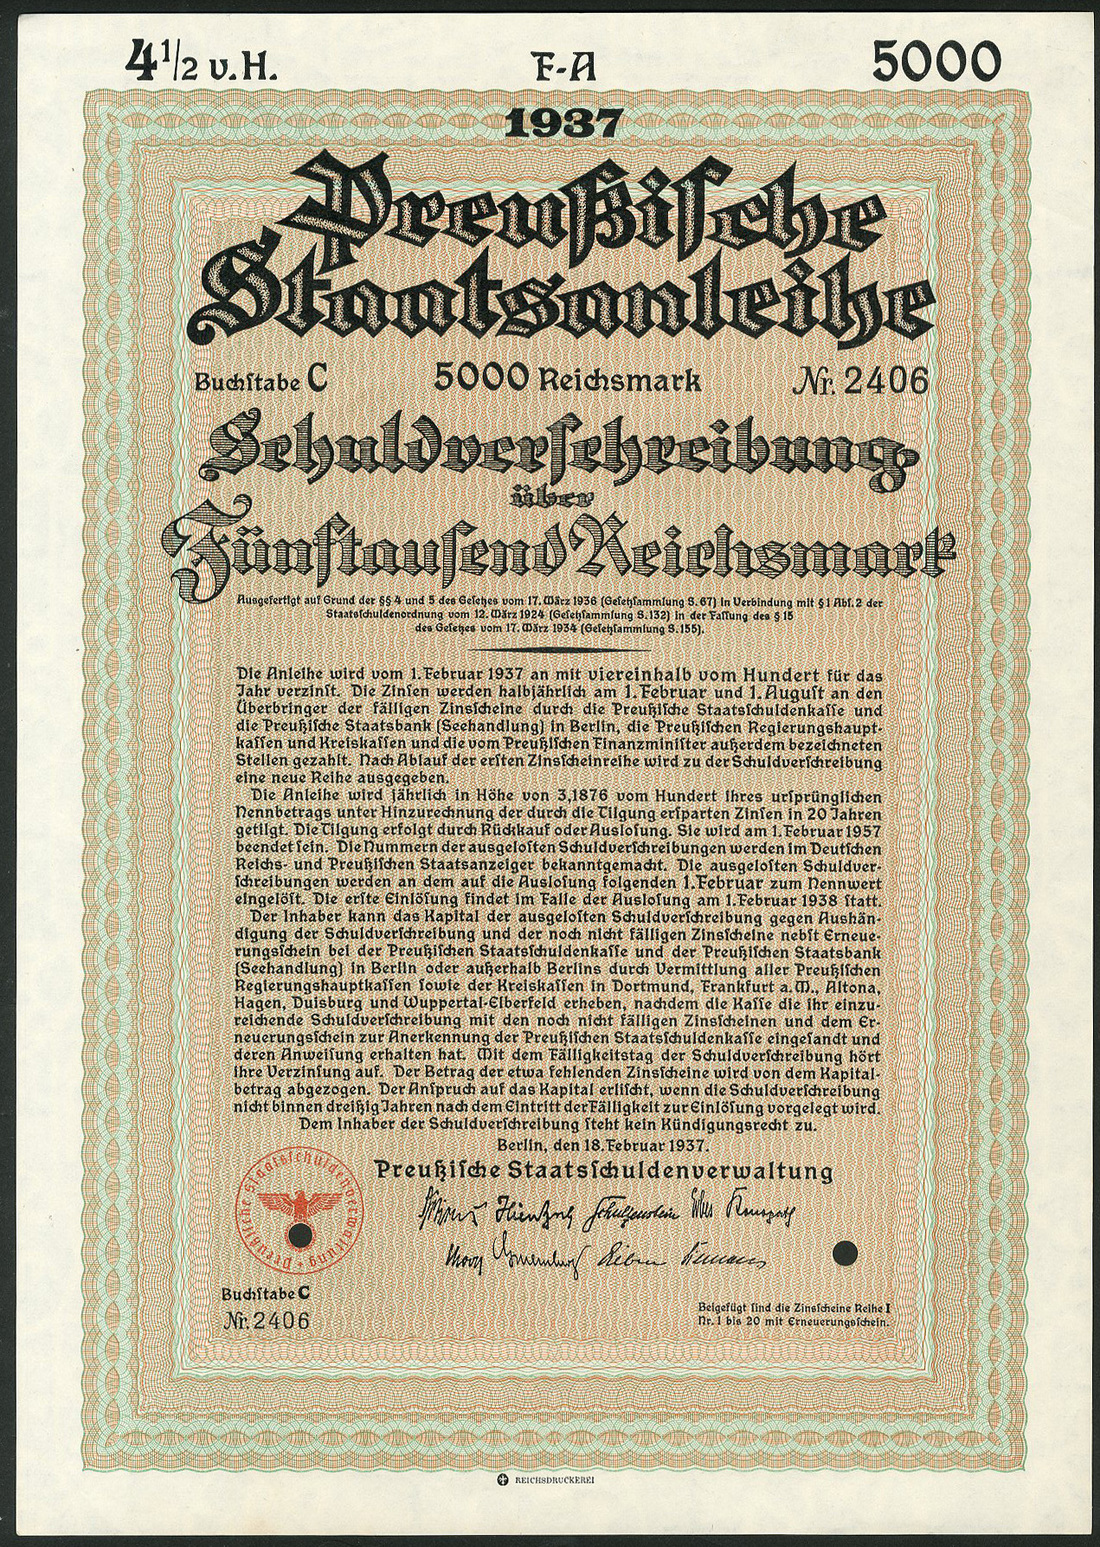 4 1/2 v.H. F-A 5000
1937
Preußische
Staatsanleihe
Buchstabe C 5000 Reichsmark Nr. 2406
Schuldverschreibung
über
Fünftausend Reichsmark
Ausgefertigt auf Grund der §§ 4 und 5 des Gesetzes vom 17. März 1936 (Gesetzsammlung S. 67) in Verbindung mit § 1 Abs. 2 der
Staatsschuldenordnung vom 12. März 1924 (Gesetzsammlung S. 132) in der Fassung des § 15
des Gesetzes vom 17. März 1934 (Gesetzsammlung S. 155).
Die Anleihe wird vom 1. Februar 1937 an mit viereinhalb vom Hundert für das
Jahr verzinst. Die Zinsen werden halbjährlich am 1. Februar und 1. August an den
Überbringer der fälligen Zinsscheine durch die Preußische Staatsschuldenkasse und
die Preußische Staatsbank (Seehandlung) in Berlin, die Preußischen Regierungshaupt-
kassen und Kreiskassen und die vom Preußischen Finanzminister außerdem bezeichneten
Stellen gezahlt. Nach Ablauf der ersten Zinsscheinreihe wird zu der Schuldverschreibung
eine neue Reihe ausgegeben.
Die Anleihe wird jährlich in Höhe von 3,1876 vom Hundert ihres ursprünglichen
Nennbetrags unter Hinzurechnung der durch die Tilgung ersparten Zinsen in 20 Jahren
getilgt. Die Tilgung erfolgt durch Rückkauf oder Auslosung. Sie wird am 1. Februar 1957
beendet sein. Die Nummern der ausgelosten Schuldverschreibungen werden im Deutschen
Reichs- und Preußischen Staatsanzeiger bekanntgemacht. Die ausgelosten Schuldver-
schreibungen werden an dem auf die Auslosung folgenden 1. Februar zum Nennwert
eingelöst. Die erste Einlösung findet im Falle der Auslosung am 1. Februar 1938 statt.
Der Inhaber kann das Kapital der ausgelosten Schuldverschreibung gegen Aushän-
digung der Schuldverschreibung und der noch nicht fälligen Zinsscheine nebst Erneue-
rungsschein bei der Preußischen Staatsschuldenkasse und der Preußischen Staatsbank
(Seehandlung) in Berlin oder außerhalb Berlins durch Vermittlung aller Preußischen
Regierungshauptkassen sowie der Kreiskassen in Dortmund, Frankfurt a. M., Altona,
Hagen, Duisburg und Wuppertal-Elberfeld erheben, nachdem die Kasse die ihr einzu-
reichende Schuldverschreibung mit den noch nicht fälligen Zinsscheinen und dem Er-
neuerungsschein zur Anerkennung der Preußischen Staatsschuldenkasse eingesandt und
deren Anweisung erhalten hat. Mit dem Fälligkeitstag der Schuldverschreibung hört
ihre Verzinsung auf. Der Betrag der etwa fehlenden Zinsscheine wird von dem Kapital-
betrag abgezogen. Der Anspruch auf das Kapital erlischt, wenn die Schuldverschreibung
nicht binnen dreißig Jahren nach dem Eintritt der Fälligkeit zur Einlösung vorgelegt wird.
Dem Inhaber der Schuldverschreibung steht kein Kündigungsrecht zu.
Berlin, den 18. Februar 1937.
Preußische Staatsschuldenverwaltung
Preußische Staatsschuldenverwaltung
Buchstabe C
Nr. 2406
Beigefügt sind die Zinsscheine Reihe I
Nr. 1 bis 20 mit Erneuerungsschein.
REICHSDRUCKEREI